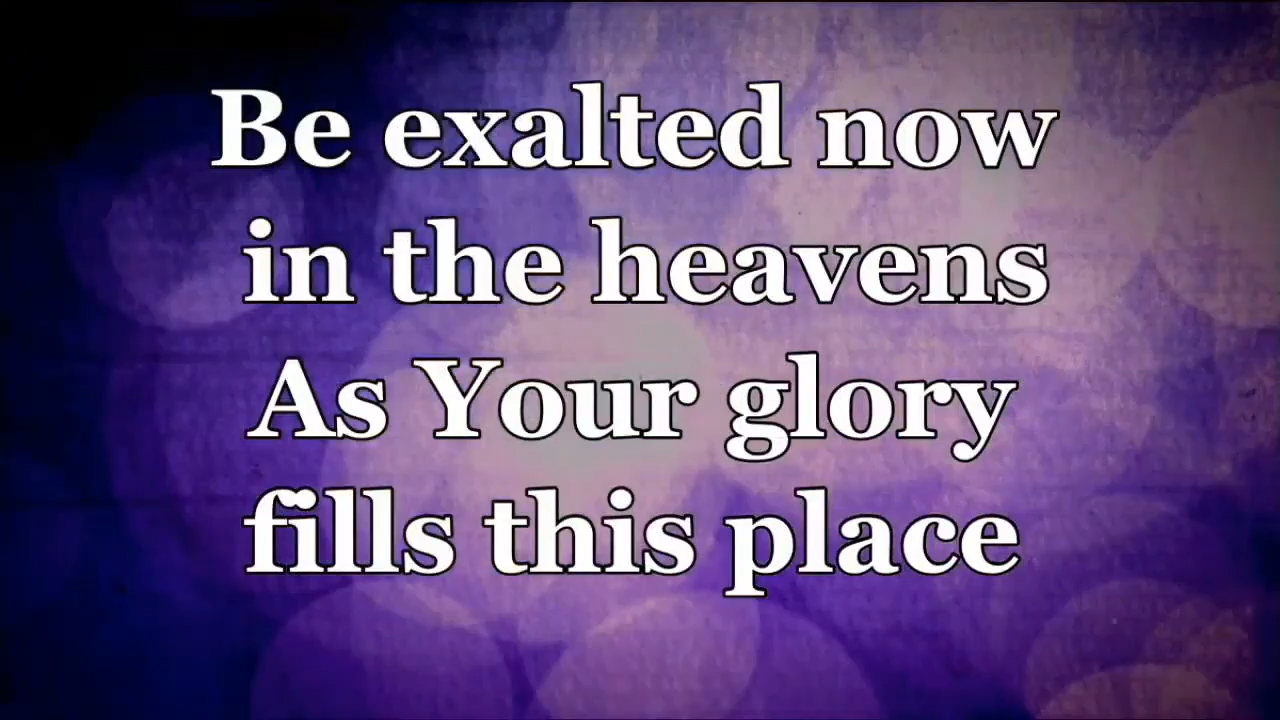 Be exalted now
in the heavens
As Your glory
fills this place